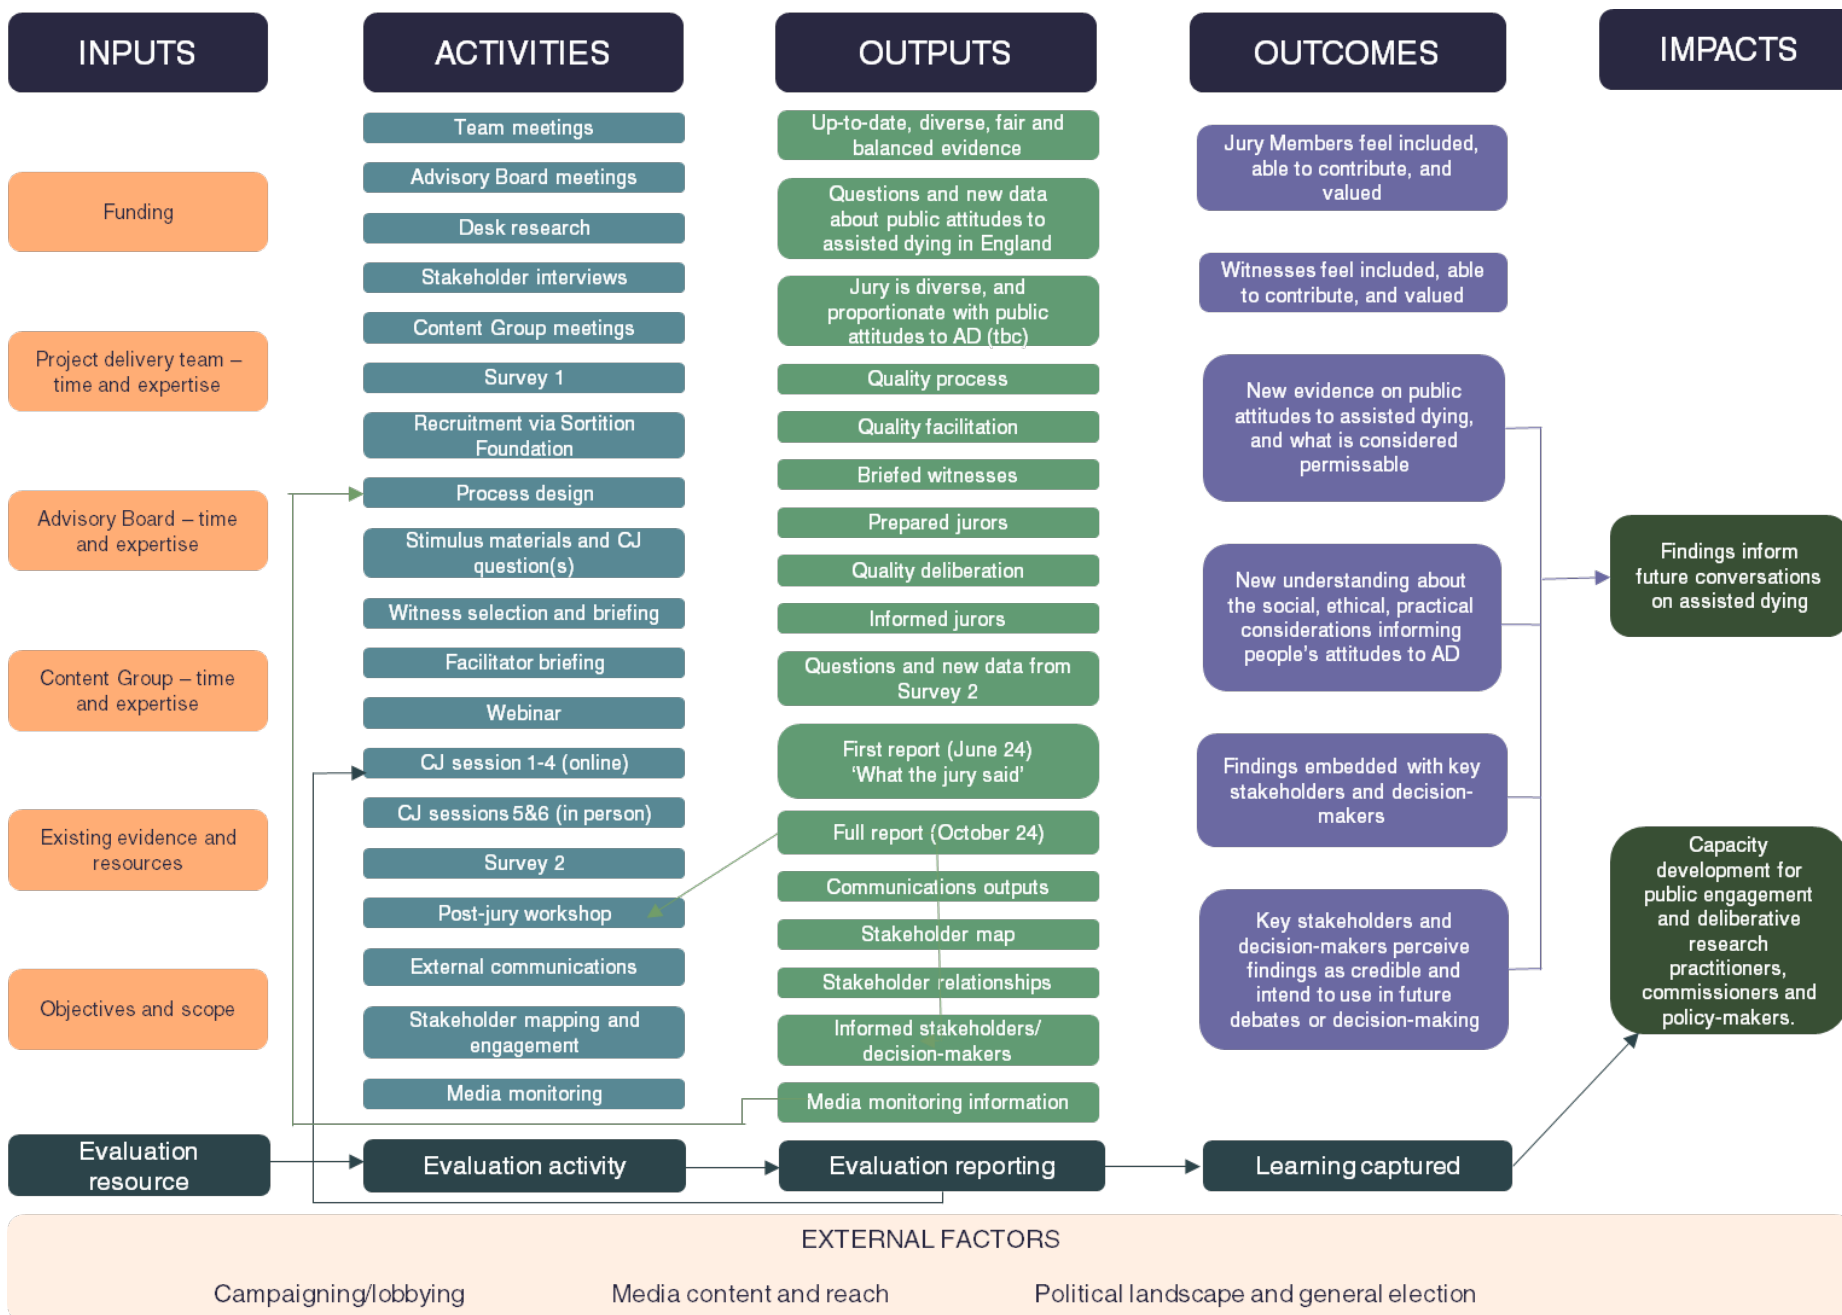 INPUTS
ACTIVITIES
OUTPUTS
OUTCOMES
IMPACTS
Funding
Project delivery team –
time and expertise
Advisory Board – time
and expertise
Content Group – time
and expertise
Existing evidence and
resources
Objectives and scope
Team meetings
Advisory Board meetings
Desk research
Stakeholder interviews
Content Group meetings
Survey 1
Recruitment via Sortition
Foundation
Process design
Stimulus materials and CJ
question(s)
Witness selection and briefing
Facilitator briefing
Webinar
CJ session 1-4 (online)
CJ sessions 5&6 (in person)
Survey 2
Post-jury workshop
External communications
Stakeholder mapping and
engagement
Media monitoring
Up-to-date, diverse, fair and
balanced evidence
Questions and new data
about public attitudes to
assisted dying in England
Jury is diverse, and
proportionate with public
attitudes to AD (tbc)
Quality process
Quality facilitation
Briefed witnesses
Prepared jurors
Quality deliberation
Informed jurors
Questions and new data from
Survey 2
First report (June 24)
‘What the jury said’
Full report (October 24)
Communications outputs
Stakeholder map
Stakeholder relationships
Informed stakeholders/
decision-makers
Media monitoring information
Jury Members feel included,
able to contribute, and
valued
Witnesses feel included, able
to contribute, and valued
New evidence on public
attitudes to assisted dying,
and what is considered
permissable
New understanding about
the social, ethical, practical
considerations informing
people’s attitudes to AD
Findings embedded with key
stakeholders and decision-
makers
Key stakeholders and
decision-makers perceive
findings as credible and
intend to use in future
debates or decision-making
Findings inform
future conversations
on assisted dying
Capacity
development for
public engagement
and deliberative
research
practitioners,
commissioners and
policy-makers.
Evaluation
resource
Evaluation activity
Evaluation reporting
Learning captured
EXTERNAL FACTORS
Campaigning/lobbying
Media content and reach
Political landscape and general election